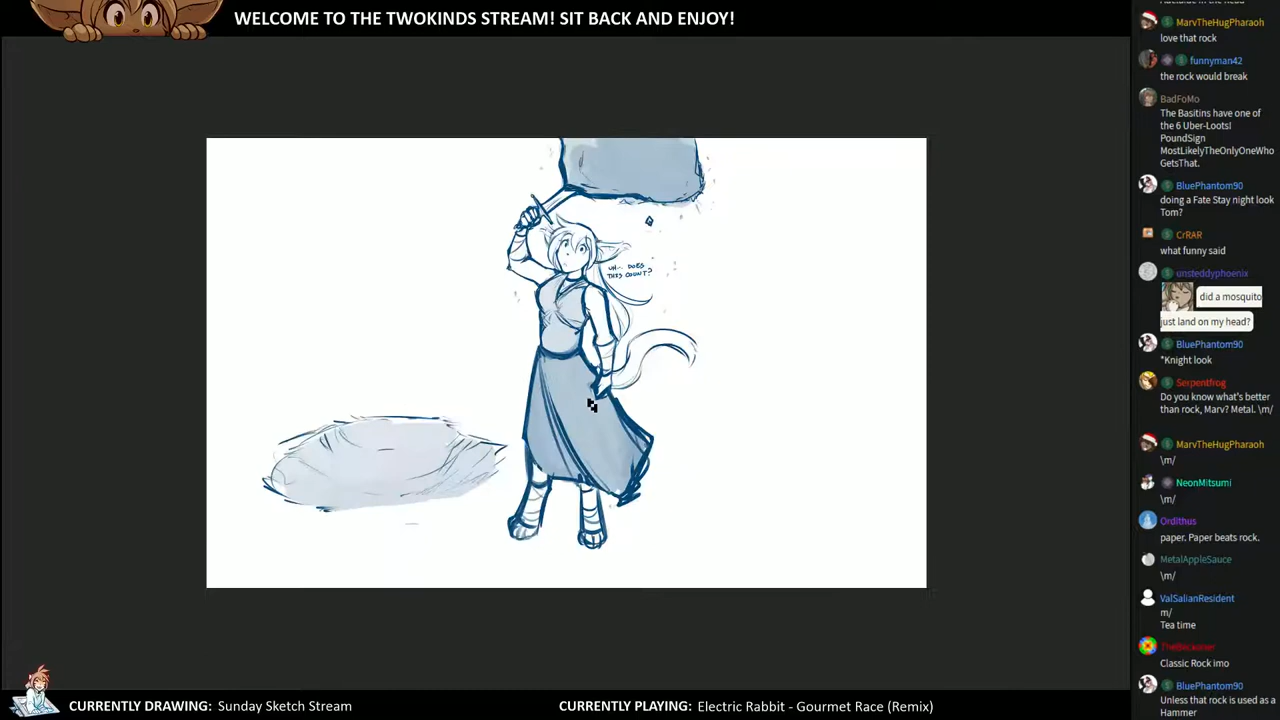 WELCOME TO THE TWOKINDS STREAM! SIT BACK AND ENJOY!
UH... DOES
THIS COUNT?
CURRENTLY DRAWING: Sunday Sketch Stream
CURRENTLY PLAYING: Electric Rabbit - Gourmet Race (Remix)
MarvTheHugPharaoh
love that rock
funnyman42
the rock would break
BadFoMo
The Basitins have one of
the 6 Uber-Loots!
PoundSign
MostLikelyTheOnlyOneWho
GetsThat.
BluePhantom90
doing a Fate Stay night look
Tom?
CrRAR
what funny said
unsteddyphoenix
did a mosquito
just land on my head?
BluePhantom90
*Knight look
Serpentfrog
Do you know what's better
than rock, Marv? Metal. \m/
MarvTheHugPharaoh
\m/
NeonMitsumi
\m/
Ordithus
paper. Paper beats rock.
MetalAppleSauce
\m/
ValSalianResident
m/
Tea time
Classic Rock imo
BluePhantom90
Unless that rock is used as a
Hammer